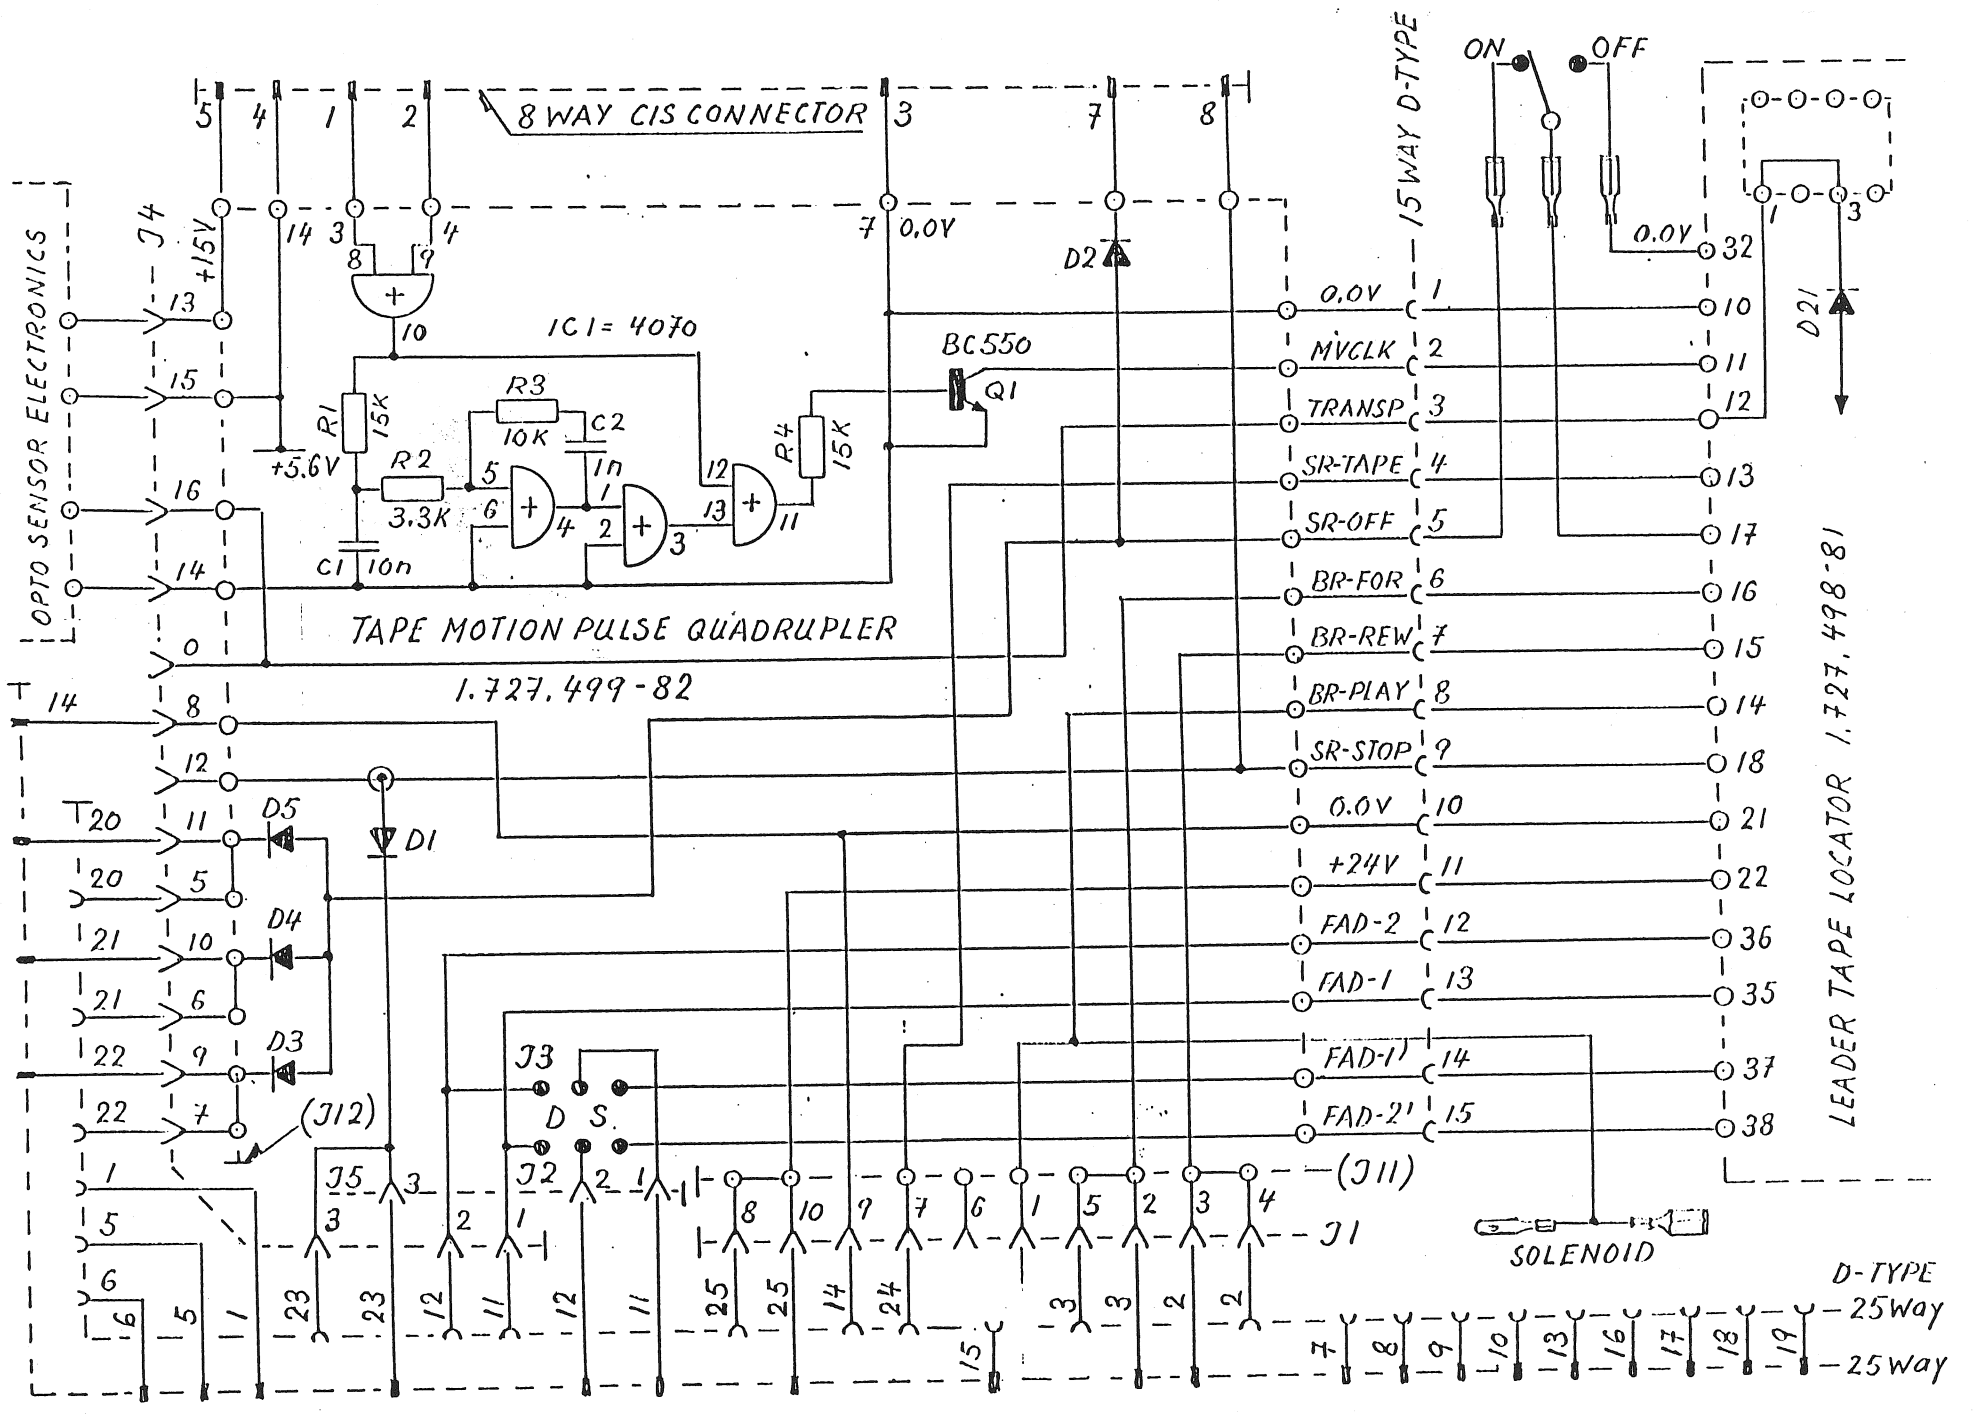 5 4 1 2 8 WAY CIS CONNECTOR 3 7 8
15WAY D-TYPE
ON OFF
1 3
OPTO SENSOR ELECTRONICS
J4
+15V 14 3 4 7 0.0V
8 9
10
IC1 = 4070
D2
0.0V 32
D21
13
15
16
14
0
+5.6V
R1 15K
R2 3.3K
R3 10K
C2 1n
C1 10n
5 6 4
1 2 3
12 13 11
R4 15K
BC550
Q1
TAPE MOTION PULSE QUADRUPLER
1.727.499-82
0.0V 1 10
MVCLK 2 11
TRANSP 3 12
SR-TAPE 4 13
SR-OFF 5 17
BR-FOR 6 16
BR-REW 7 15
BR-PLAY 8 14
SR-STOP 9 18
0.0V 10 21
+24V 11 22
FAD-2 12 36
FAD-1 13 35
FAD-1' 14 37
FAD-2' 15 38
LEADER TAPE LOCATOR 1.727.498-81
14 8
12
20 11 D5
D1
20 5
21 10 D4
21 6
22 9 D3
22 7
(J12)
1
5
6
J3
D S.
J2
J5 3 2 1
3 2 1
8 10 9 7 6 1 5 2 3 4
(J11)
J1
SOLENOID
6 5 1 23 23 12 11 12 11 25 25 14 24 15 3 3 2 2
7 8 9 10 13 16 17 18 19
D-TYPE
25Way
25Way